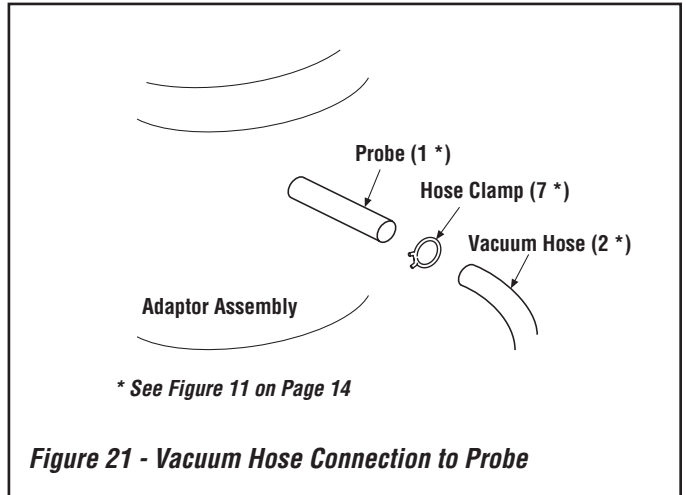 Probe (1 *)
Hose Clamp (7 *)
Vacuum Hose (2 *)
Adaptor Assembly
* See Figure 11 on Page 14
Figure 21 - Vacuum Hose Connection to Probe